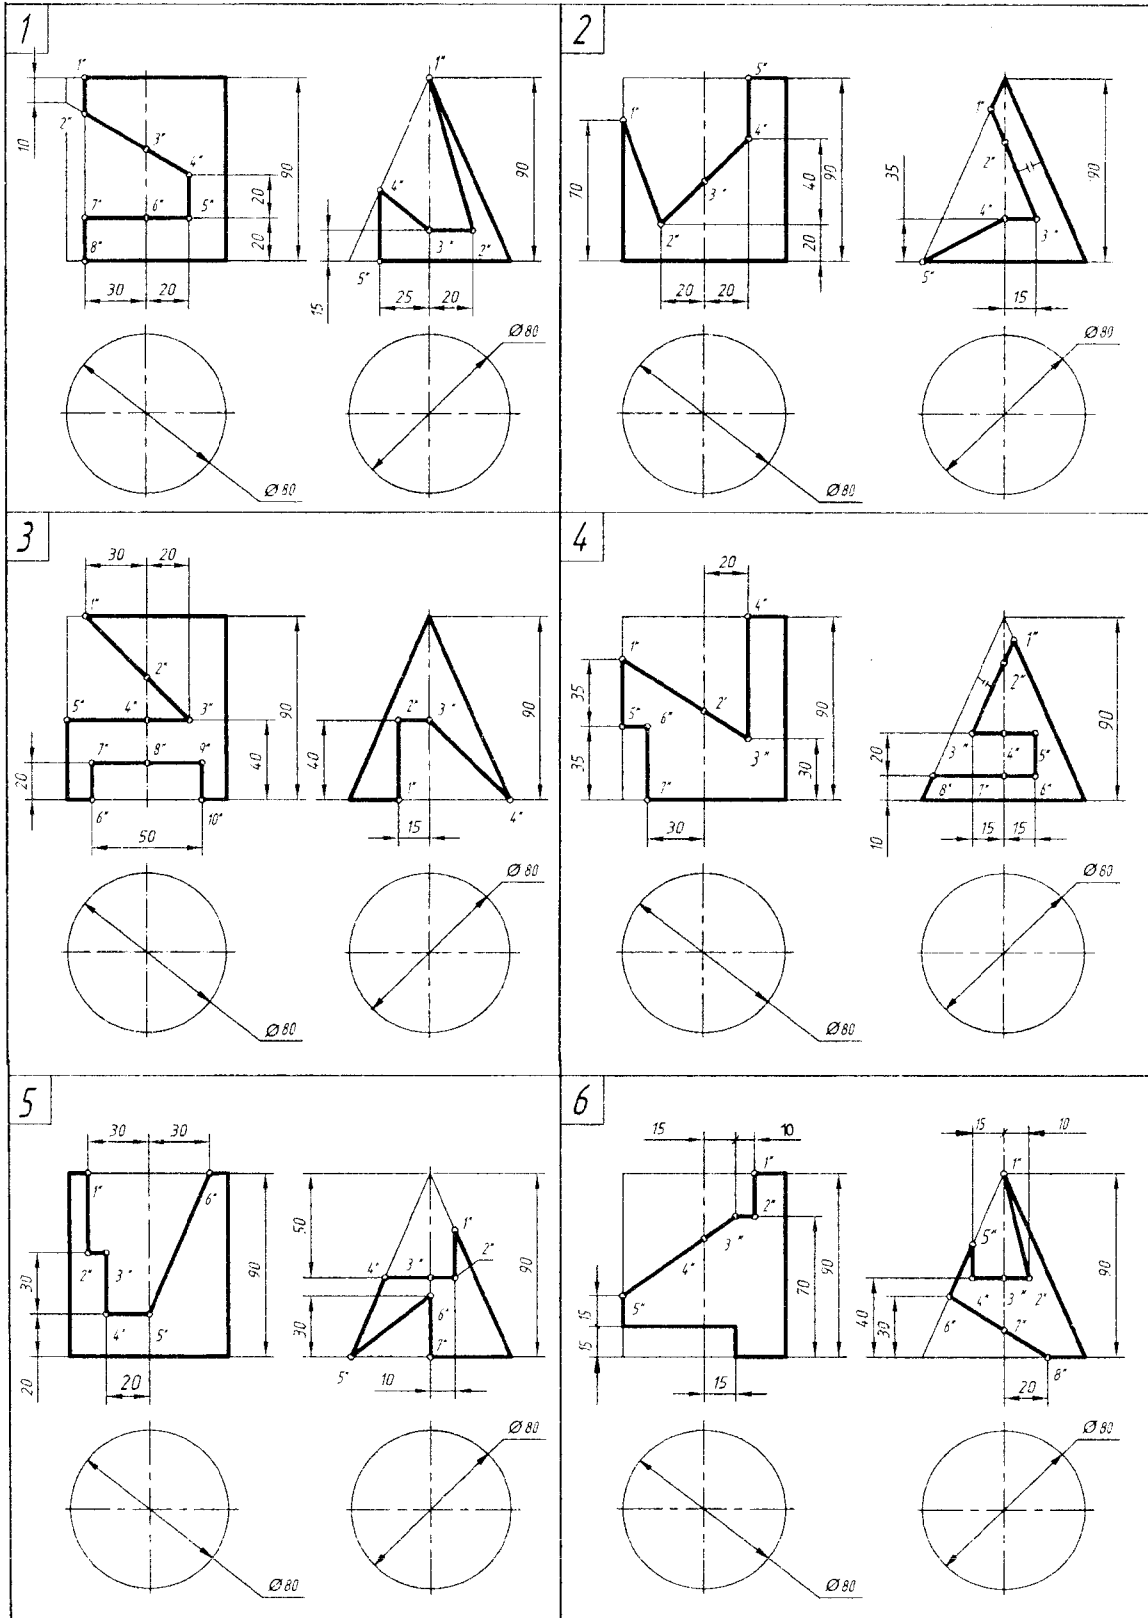 1
1" 1"
2" 3" 4"
10 90 90
4"
20
7" 6" 5"
3" 2"
8" 20
5"
30 20 15 25 20
Ø80 Ø80
Ø80
2
5"
1" 1"
4" 2"
70 40 90 35 90
3" 4" 3"
2" 20
5"
20 20 15
Ø80
Ø80
3
30 20
1"
2"
5" 4" 3" 2" 3"
90 90
7" 8" 9"
20 40 40
6" 10" 1" 4"
50 15
Ø80
Ø80
4
20
4"
1" 1"
2" 2"
35 90 90
5" 6" 3" 3" 4" 5"
35 30 20
7" 8" 7" 6"
30 10 15 15
Ø80
Ø80
5
30 30
1" 6"
50 1"
2" 3" 4" 3" 2"
30 90 90
4" 5" 30 6"
20 5" 7"
20 10
Ø80
Ø80
6
15 10 15 10
1" 1"
2"
3" 5"
4" 90 90
70
5" 4" 3" 2"
15 40 30 6" 7"
15 8"
15 20
Ø80
Ø80